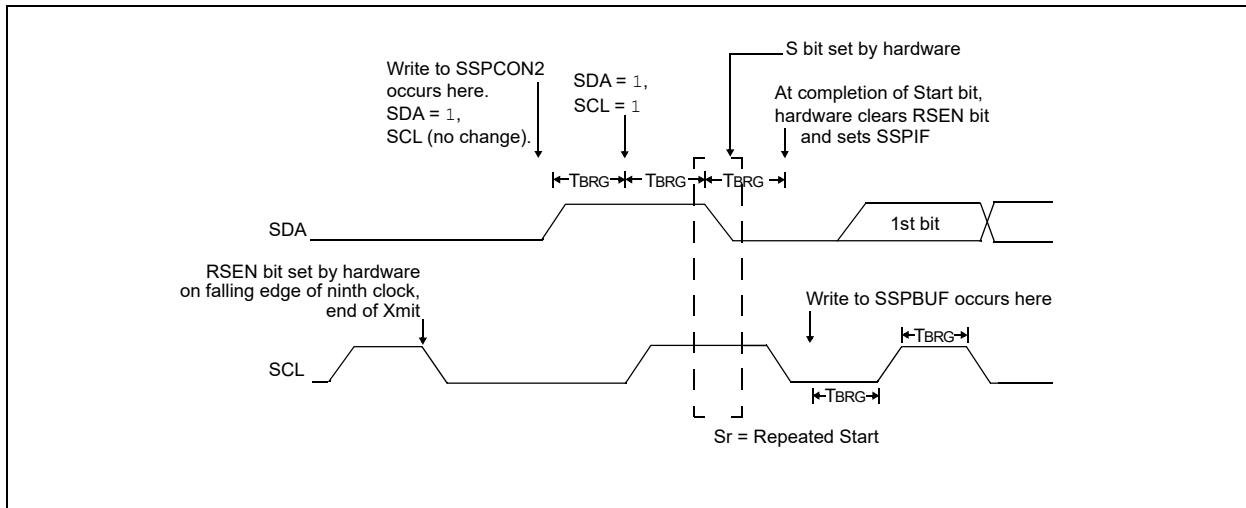 S bit set by hardware
Write to SSPCON2
occurs here.
SDA = 1,
SCL (no change).
SDA = 1,
SCL = 1
At completion of Start bit,
hardware clears RSEN bit
and sets SSPIF
TBRG
TBRG
TBRG
SDA
1st bit
RSEN bit set by hardware
on falling edge of ninth clock,
end of Xmit
Write to SSPBUF occurs here
TBRG
SCL
TBRG
Sr = Repeated Start